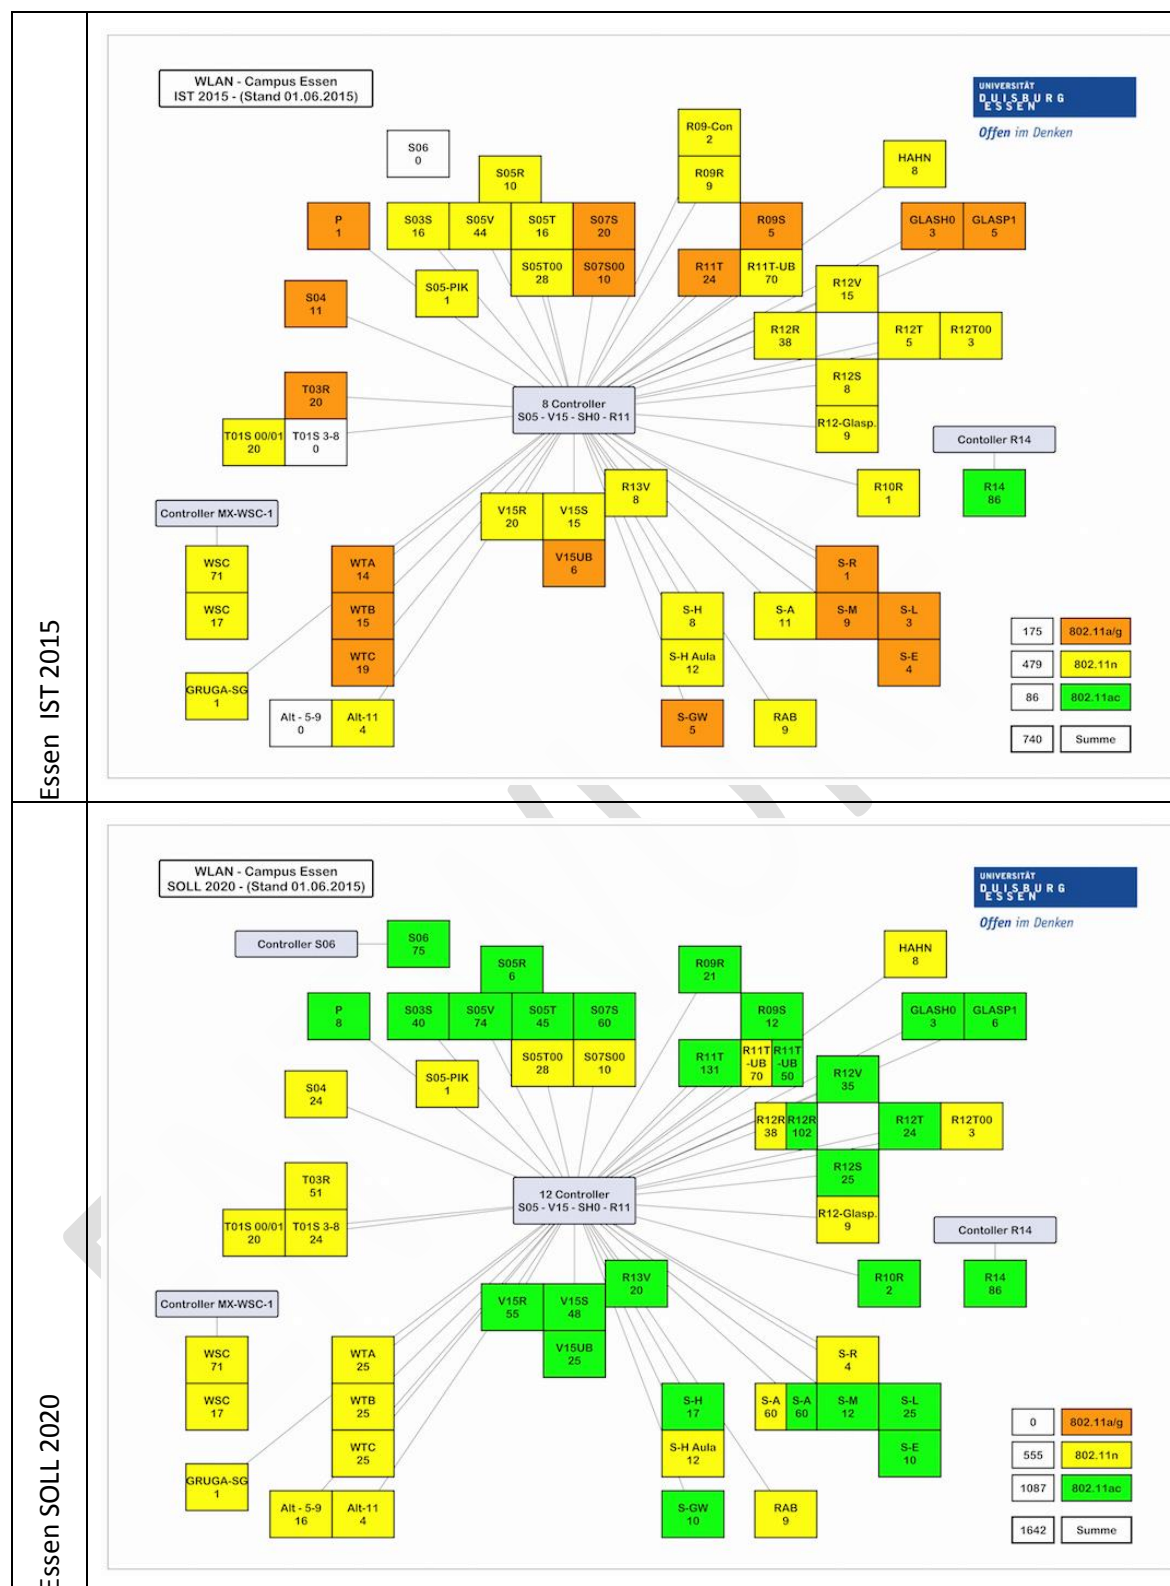 Essen IST 2015
WLAN - Campus Essen
IST 2015 - (Stand 01.06.2015)
UNIVERSITÄT
DUISBURG
ESSEN
Offen im Denken
S06
0
R09-Con
2
HAHN
8
S05R
10
R09R
9
P
1
S03S
16
S05V
44
S05T
16
S07S
20
R09S
5
GLASH0
3
GLASP1
5
S05-PIK
1
S05T00
28
S07S00
10
R11T
24
R11T-UB
70
R12V
15
S04
11
R12R
38
R12T
5
R12T00
3
T03R
20
8 Controller
S05 - V15 - SH0 - R11
R12S
8
T01S 00/01
20
T01S 3-8
0
R12-Glasp.
9
Contoller R14
R14
86
R10R
1
Controller MX-WSC-1
V15R
20
V15S
15
R13V
8
V15UB
6
WSC
71
WSC
17
WTA
14
WTB
15
WTC
19
S-R
1
S-H
8
S-A
11
S-M
9
S-L
3
S-H Aula
12
S-E
4
GRUGA-SG
1
Alt - 5-9
0
Alt-11
4
S-GW
5
RAB
9
175 802.11a/g
479 802.11n
86 802.11ac
740 Summe
Essen SOLL 2020
WLAN - Campus Essen
SOLL 2020 - (Stand 01.06.2015)
UNIVERSITÄT
DUISBURG
ESSEN
Offen im Denken
Controller S06
S06
75
S05R
6
R09R
21
HAHN
8
P
8
S03S
40
S05V
74
S05T
45
S07S
60
R09S
12
GLASH0
3
GLASP1
6
S05-PIK
1
S05T00
28
S07S00
10
R11T
131
R11T
-UB
70
R11T
-UB
50
R12V
35
S04
24
R12R
38
R12R
102
R12T
24
R12T00
3
T03R
51
12 Controller
S05 - V15 - SH0 - R11
R12S
25
T01S 00/01
20
T01S 3-8
24
R12-Glasp.
9
Contoller R14
R14
86
R10R
2
Controller MX-WSC-1
V15R
55
V15S
48
R13V
20
V15UB
25
WSC
71
WSC
17
WTA
25
WTB
25
WTC
25
S-R
4
S-H
17
S-A
60
S-A
60
S-M
12
S-L
25
S-H Aula
12
S-E
10
GRUGA-SG
1
Alt - 5-9
16
Alt-11
4
S-GW
10
RAB
9
0 802.11a/g
555 802.11n
1087 802.11ac
1642 Summe